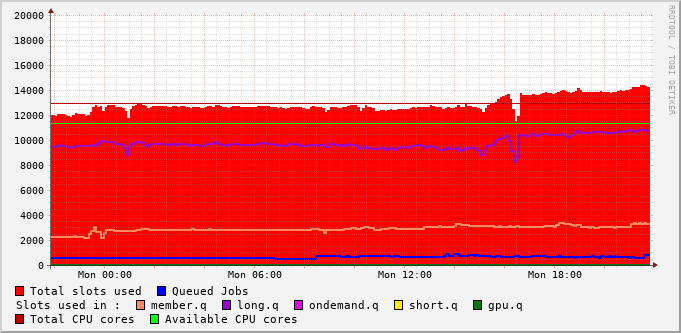 20000
18000
16000
14000
12000
10000
8000
6000
4000
2000
0
Mon 00:00 Mon 06:00 Mon 12:00 Mon 18:00
RRDTOOL / TOBI OETIKER
Total slots used Queued Jobs
Slots used in : member.q long.q ondemand.q short.q gpu.q
Total CPU cores Available CPU cores